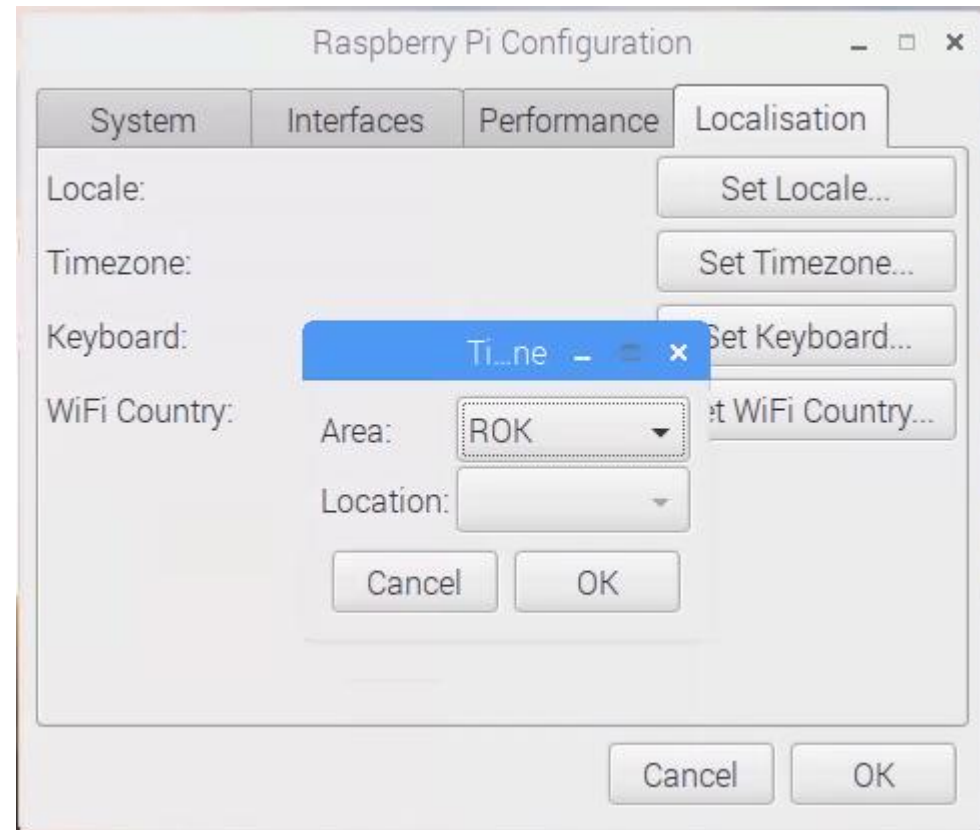 Raspberry Pi Configuration
System Interfaces Performance Localisation
Locale: Set Locale...
Timezone: Set Timezone...
Keyboard: Set Keyboard...
WiFi Country: et WiFi Country...
Ti...ne
Area: ROK
Location:
Cancel OK
Cancel OK